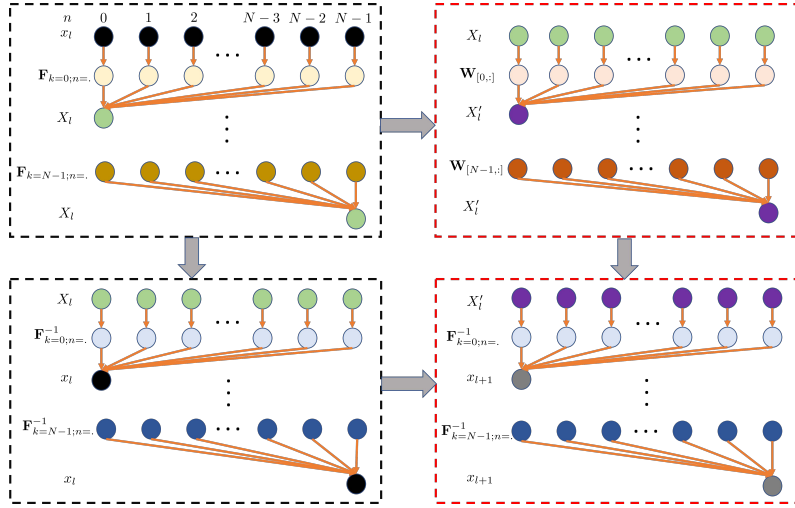 n 0 1 2 N−3 N−2 N−1
x_l
F_{k=0;n=.}
X_l
F_{k=N−1;n=.}
X_l
X_l
W_{[0,:]}
X'_l
W_{[N−1,:]}
X'_l
X_l
F^{-1}_{k=0;n=.}
x_l
F^{-1}_{k=N−1;n=.}
x_l
X'_l
F^{-1}_{k=0;n=.}
x_{l+1}
F^{-1}_{k=N−1;n=.}
x_{l+1}